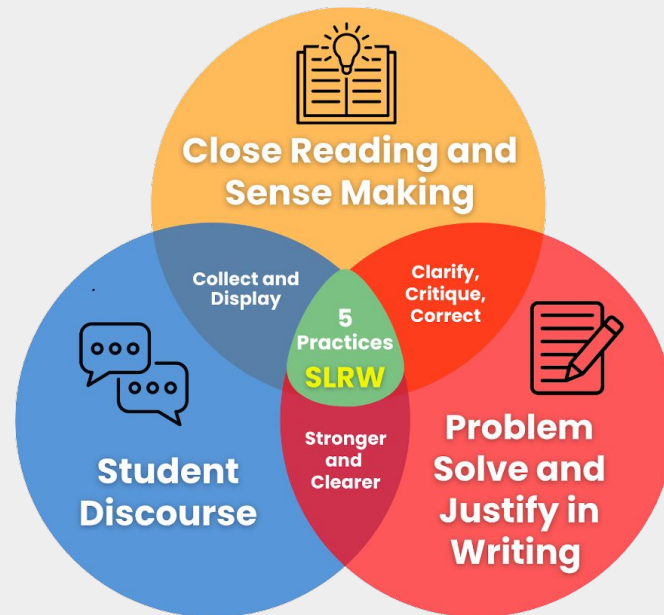 Close Reading and
Sense Making
Collect and
Display
Clarify,
Critique,
Correct
5
Practices
SLRW
Stronger
and
Clearer
Student
Discourse
Problem
Solve and
Justify in
Writing